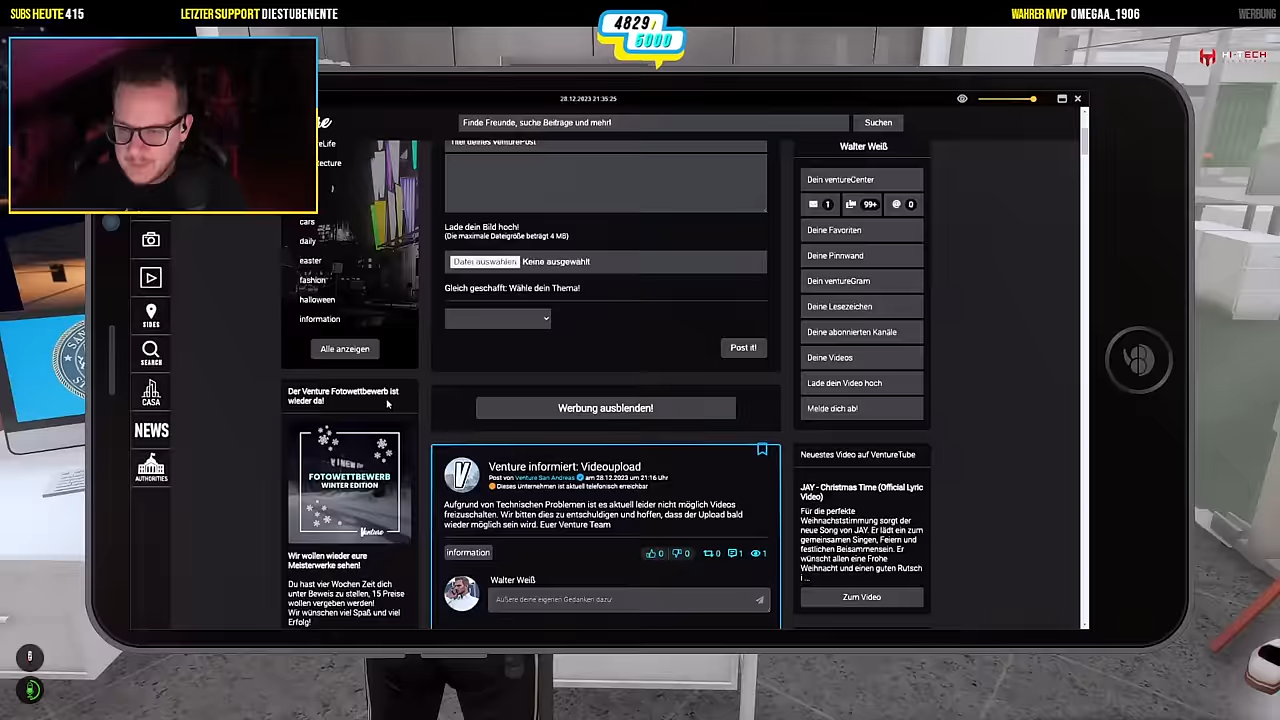 SUBS HEUTE 415
LETZTER SUPPORT DIESTUBENENTE
4829/
5000
WAHRER MVP OMEGAA_1906
WERBUNG
HI-TECH
28.12.2023 21:35:25
Finde Freunde, suche Beiträge und mehr!
Suchen
cars
daily
easter
fashion
halloween
information
Alle anzeigen
SIDES
SEARCH
CASA
NEWS
AUTHORITIES
Der Venture Fotowettbewerb ist
wieder da!
FOTOWETTBEWERB
WINTER EDITION
Venture
Wir wollen wieder eure
Meisterwerke sehen!
Du hast vier Wochen Zeit dich
unter Beweis zu stellen, 15 Preise
wollen vergeben werden!
Wir wünschen viel Spaß und viel
Erfolg!
Titel deines VenturePost
Lade dein Bild hoch!
(Die maximale Dateigröße beträgt 4 MB)
Datei auswählen Keine ausgewählt
Gleich geschafft: Wähle dein Thema!
Post it!
Werbung ausblenden!
Venture informiert: Videoupload
Post von Venture San Andreas am 28.12.2023 um 21:16 Uhr
Dieses Unternehmen ist aktuell telefonisch erreichbar
Aufgrund von Technischen Problemen ist es aktuell leider nicht möglich Videos
freizuschalten. Wir bitten dies zu entschuldigen und hoffen, dass der Upload bald
wieder möglich sein wird. Euer Venture Team
information
0 0 0 1 1
Walter Weiß
Äußere deine eigenen Gedanken dazu
Walter Weiß
Dein ventureCenter
1 99+ @ 0
Deine Favoriten
Deine Pinnwand
Dein ventureGram
Deine Lesezeichen
Deine abonnierten Kanäle
Deine Videos
Lade dein Video hoch
Melde dich ab!
Neuestes Video auf VentureTube
JAY - Christmas Time (Official Lyric
Video)
Für die perfekte
Weihnachtsstimmung sorgt der
neue Song von JAY. Er lädt ein zum
gemeinsamen Singen, Feiern und
festlichen Beisammensein. Er
wünscht allen eine Frohe
Weihnacht und einen guten Rutsch
i ...
Zum Video